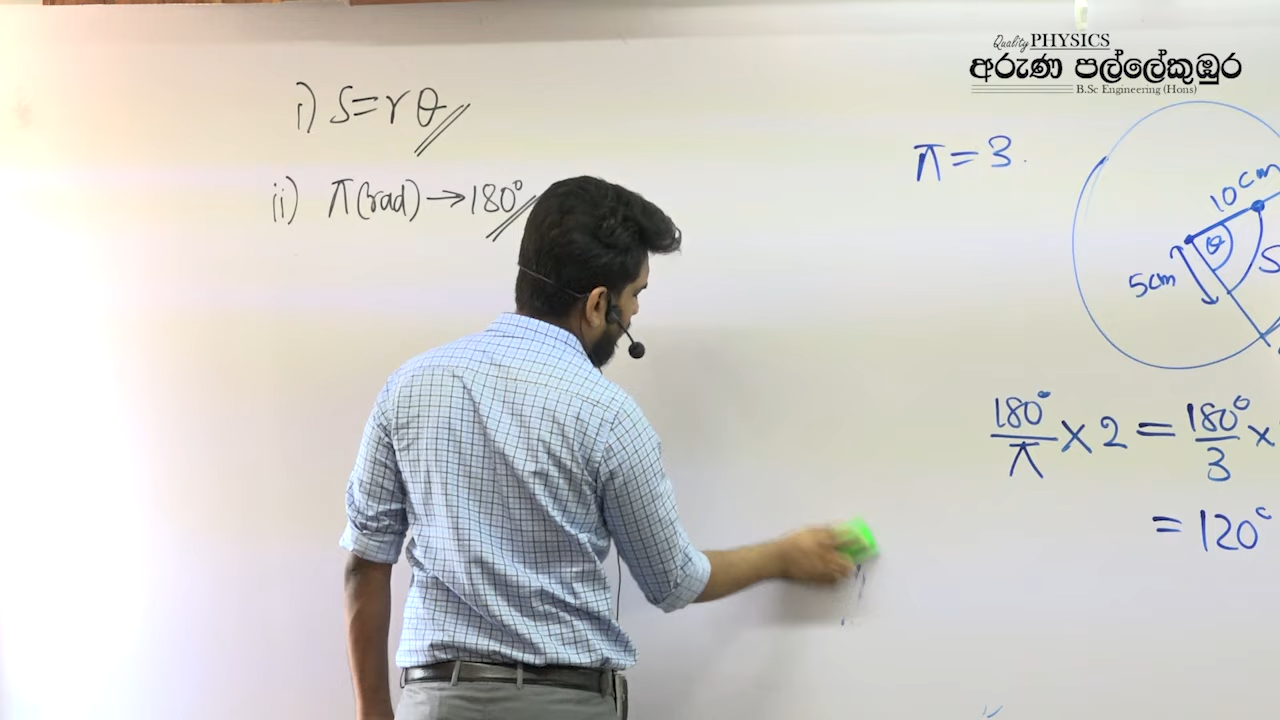 Quality PHYSICS
අරුණ පල්ලේකුඹුර
B.Sc Engineering (Hons)
i) S=rθ
ii) π(rad)→180°
π=3.
10cm
θ
5cm
S
180°/π×2=180°/3×
=120°